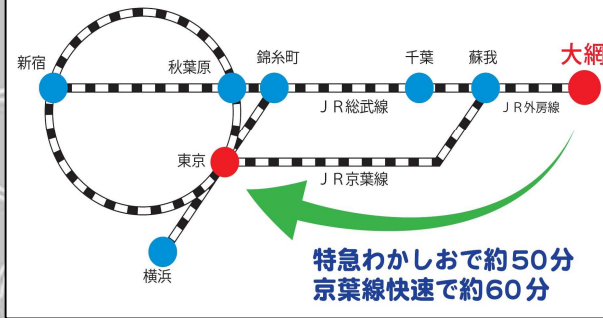 新宿
秋葉原
錦糸町
千葉
蘇我
大網
ＪＲ総武線
ＪＲ外房線
東京
ＪＲ京葉線
横浜
特急わかしおで約50分
京葉線快速で約60分